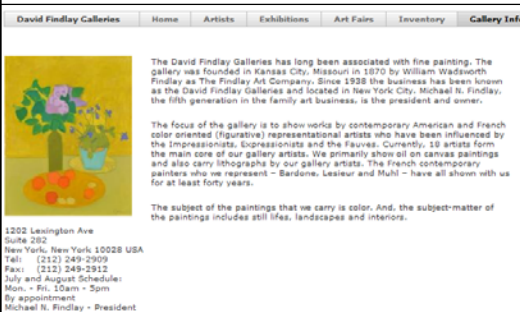 David Findlay Galleries
Home
Artists
Exhibitions
Art Fairs
Inventory
Gallery Info
The David Findlay Galleries has long been associated with fine painting. The
gallery was founded in Kansas City, Missouri in 1870 by William Wadsworth
Findlay as The Findlay Art Company. Since 1938 the business has been known
as the David Findlay Galleries and located in New York City. Michael N. Findlay,
the fifth generation in the family art business, is the president and owner.
The focus of the gallery is to show works by contemporary American and French
color oriented (figurative) representational artists who have been influenced by
the Impressionists, Expressionists and the Fauves. Currently, 10 artists form
the main core of our gallery artists. We primarily show oil on canvas paintings
and also carry lithographs by our gallery artists. The French contemporary
painters who we represent – Bardone, Lesieur and Muhl – have all shown with us
for at least forty years.
The subject of the paintings that we carry is color. And, the subject-matter of
the paintings includes still lifes, landscapes and interiors.
1202 Lexington Ave
Suite 282
New York, New York 10028 USA
Tel: (212) 249-2909
Fax: (212) 249-2912
July and August Schedule:
Mon. - Fri. 10am - 5pm
By appointment
Michael N. Findlay - President